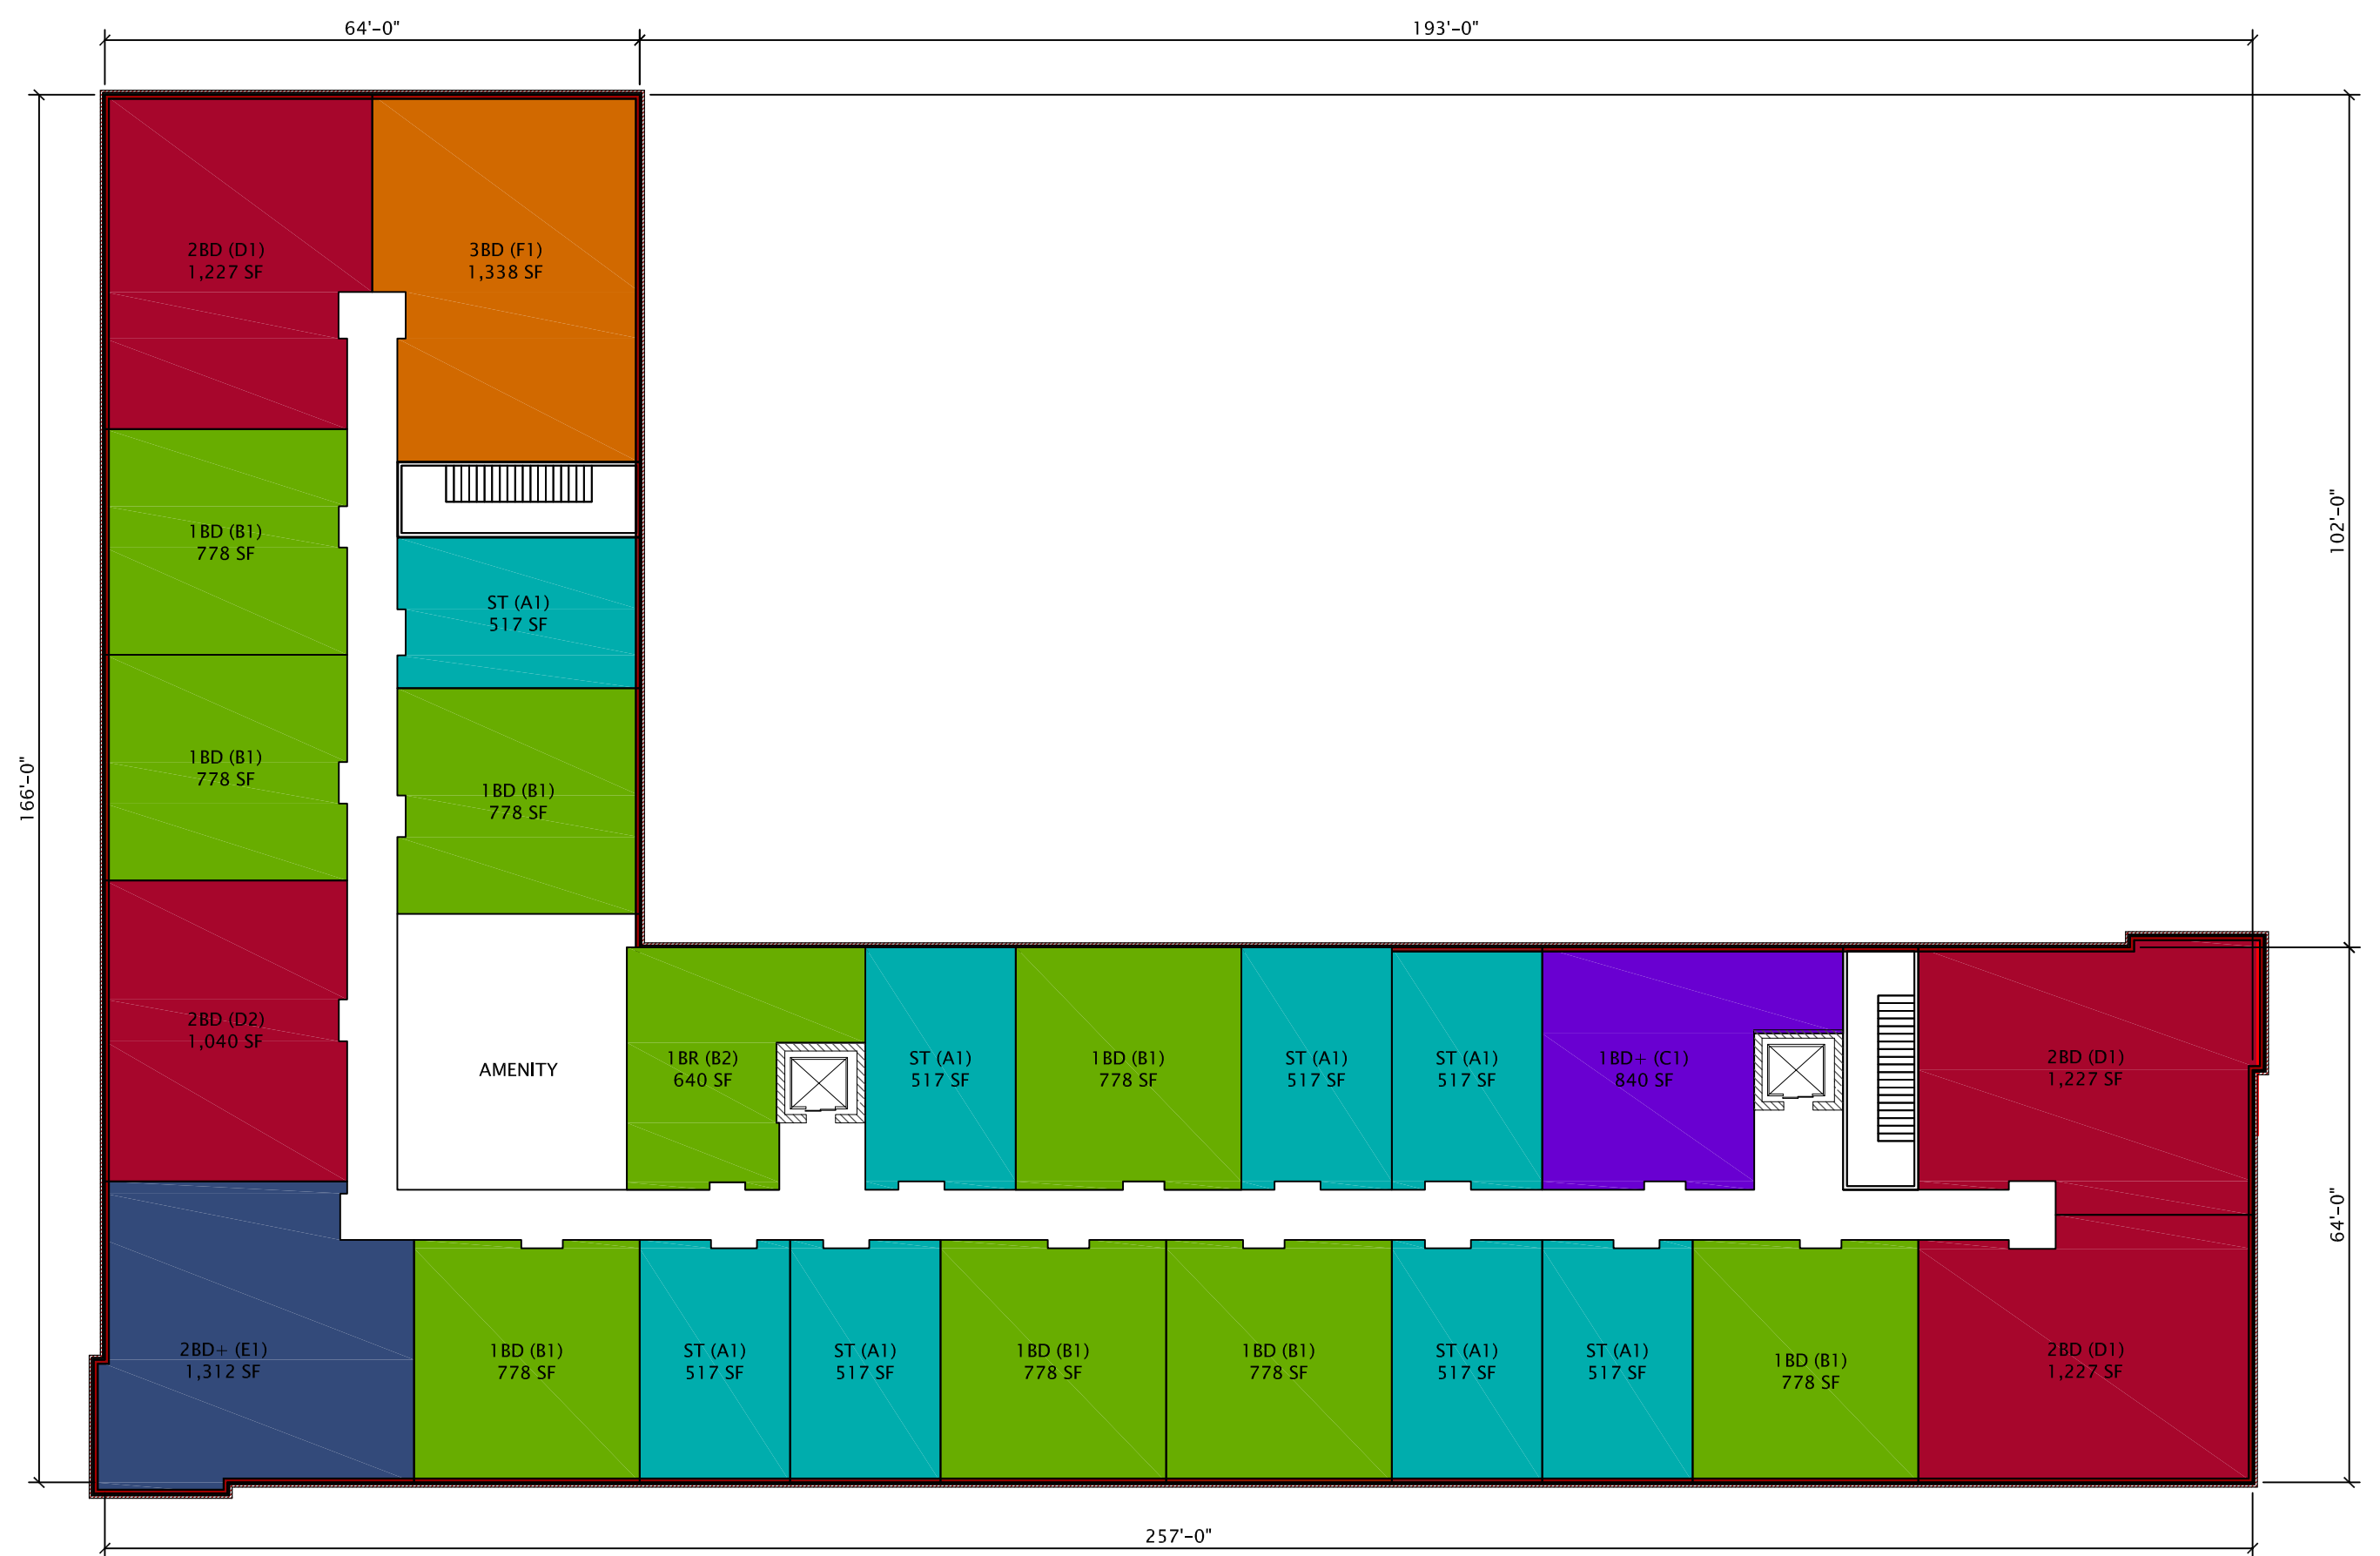 64'-0"
193'-0"
2BD (D1)
1,227 SF
3BD (F1)
1,338 SF
102'-0"
1BD (B1)
778 SF
ST (A1)
517 SF
166'-0"
1BD (B1)
778 SF
1BD (B1)
778 SF
2BD (D2)
1,040 SF
AMENITY
1BR (B2)
640 SF
ST (A1)
517 SF
1BD (B1)
778 SF
ST (A1)
517 SF
ST (A1)
517 SF
1BD+ (C1)
840 SF
2BD (D1)
1,227 SF
64'-0"
2BD+ (E1)
1,312 SF
1BD (B1)
778 SF
ST (A1)
517 SF
ST (A1)
517 SF
1BD (B1)
778 SF
1BD (B1)
778 SF
ST (A1)
517 SF
ST (A1)
517 SF
1BD (B1)
778 SF
2BD (D1)
1,227 SF
257'-0"